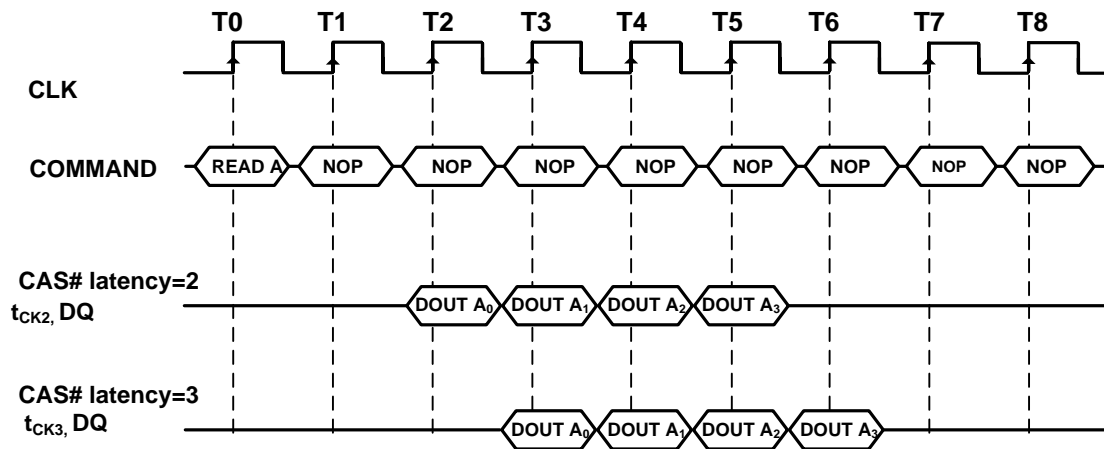 T0 T1 T2 T3 T4 T5 T6 T7 T8
CLK
COMMAND READ A NOP NOP NOP NOP NOP NOP NOP NOP
CAS# latency=2
tCK2, DQ DOUT A0 DOUT A1 DOUT A2 DOUT A3
CAS# latency=3
tCK3, DQ DOUT A0 DOUT A1 DOUT A2 DOUT A3